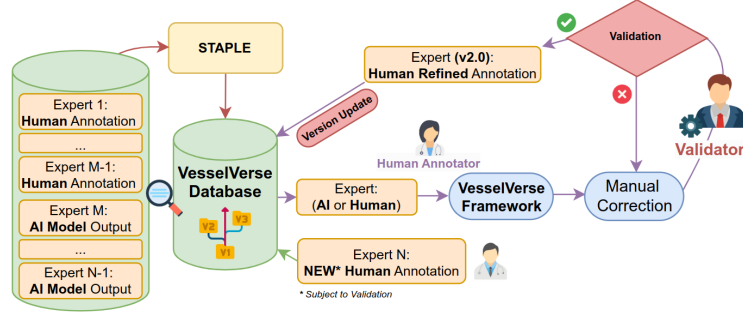 STAPLE
Expert 1:
Human Annotation
...
Expert M-1:
Human Annotation
Expert M:
AI Model Output
...
Expert N-1:
AI Model Output
VesselVerse
Database
V2
V3
V1
Expert (v2.0):
Human Refined Annotation
Version Update
Validation
Validator
Human Annotator
Expert:
(AI or Human)
VesselVerse
Framework
Manual
Correction
Expert N:
NEW* Human Annotation
* Subject to Validation